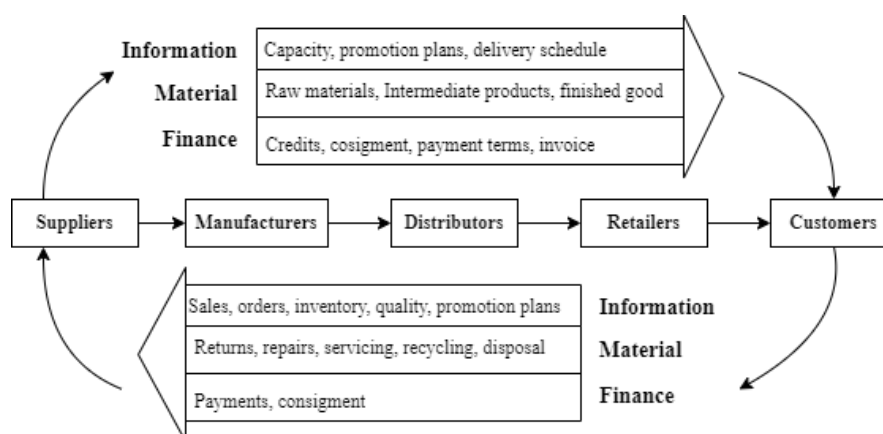 Information
Capacity, promotion plans, delivery schedule
Material
Raw materials, Intermediate products, finished good
Finance
Credits, cosigment, payment terms, invoice
Suppliers
Manufacturers
Distributors
Retailers
Customers
Sales, orders, inventory, quality, promotion plans
Information
Returns, repairs, servicing, recycling, disposal
Material
Payments, consigment
Finance